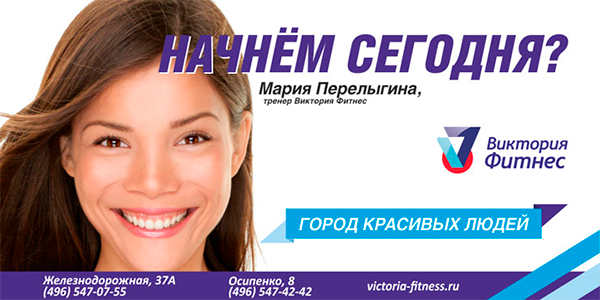 НАЧНЁМ СЕГОДНЯ?
Мария Перелыгина,
тренер Виктория Фитнес
Виктория
Фитнес
ГОРОД КРАСИВЫХ ЛЮДЕЙ
Железнодорожная, 37А
(496) 547-07-55
Осипенко, 8
(496) 547-42-42
victoria-fitness.ru